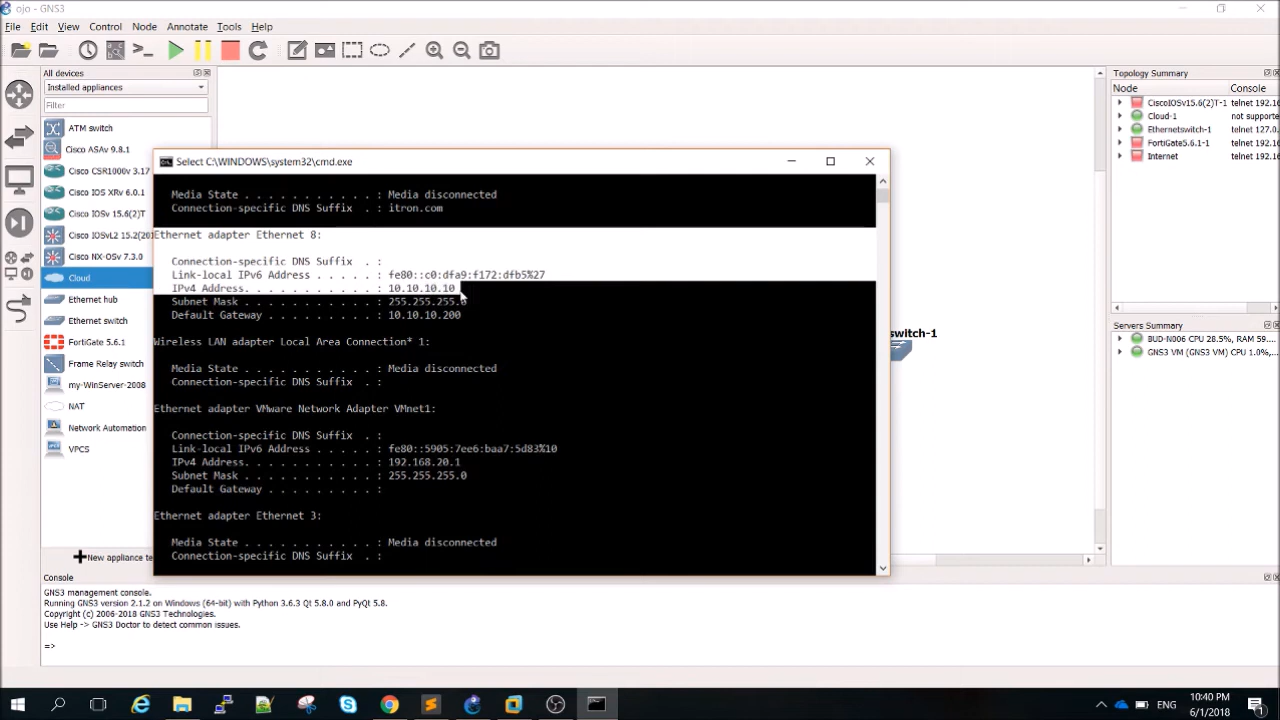 ojo - GNS3
File Edit View Control Node Annotate Tools Help
All devices
Installed appliances
Filter
ATM switch
Cisco ASAv 9.8.1
Cisco CSR1000v 3.17
Cisco IOS XRv 6.0.1
Cisco IOSv 15.6(2)T
Cisco IOSvL2 15.2(201
Cisco NX-OSv 7.3.0
Cloud
Ethernet hub
Ethernet switch
FortiGate 5.6.1
Frame Relay switch
my-WinServer-2008
NAT
Network Automation
VPCS
New appliance te
Select C:\WINDOWS\system32\cmd.exe
Media State . . . . . . . . . . . : Media disconnected
Connection-specific DNS Suffix . : itron.com
Ethernet adapter Ethernet 8:
Connection-specific DNS Suffix . :
Link-local IPv6 Address . . . . . : fe80::c0:dfa9:f172:dfb5%27
IPv4 Address. . . . . . . . . . . : 10.10.10.10
Subnet Mask . . . . . . . . . . . : 255.255.255.0
Default Gateway . . . . . . . . . : 10.10.10.200
Wireless LAN adapter Local Area Connection* 1:
Media State . . . . . . . . . . . : Media disconnected
Connection-specific DNS Suffix . :
Ethernet adapter VMware Network Adapter VMnet1:
Connection-specific DNS Suffix . :
Link-local IPv6 Address . . . . . : fe80::5905:7ee6:baa7:5d83%10
IPv4 Address. . . . . . . . . . . : 192.168.20.1
Subnet Mask . . . . . . . . . . . : 255.255.255.0
Default Gateway . . . . . . . . . :
Ethernet adapter Ethernet 3:
Media State . . . . . . . . . . . : Media disconnected
Connection-specific DNS Suffix . :
switch-1
Topology Summary
Node Console
CiscoIOSv15.6(2)T-1 telnet 192.16
Cloud-1 not supporte
Ethernetswitch-1 telnet 127.0.
FortiGate5.6.1-1 telnet 192.16
Internet telnet 192.16
Servers Summary
BUD-N006 CPU 28.5%, RAM 59....
GNS3 VM (GNS3 VM) CPU 1.0%,...
Console
GNS3 management console.
Running GNS3 version 2.1.2 on Windows (64-bit) with Python 3.6.3 Qt 5.8.0 and PyQt 5.8.
Copyright (c) 2006-2018 GNS3 Technologies.
Use Help -> GNS3 Doctor to detect common issues.
=>
ENG
10:40 PM
6/1/2018